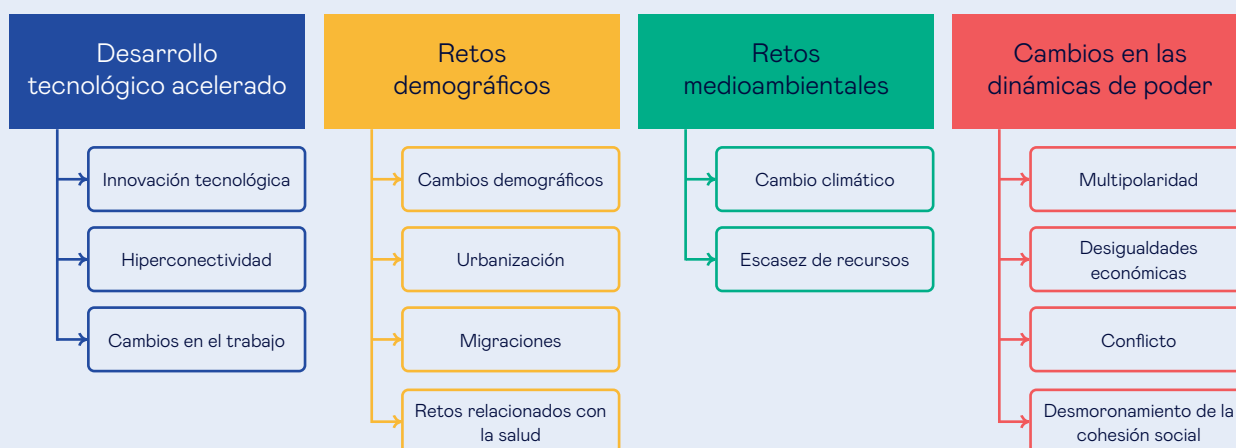 Desarrollo
tecnológico acelerado
Innovación tecnológica
Hiperconectividad
Cambios en el trabajo
Retos
demográficos
Cambios demográficos
Urbanización
Migraciones
Retos relacionados con
la salud
Retos
medioambientales
Cambio climático
Escasez de recursos
Cambios en las
dinámicas de poder
Multipolaridad
Desigualdades
económicas
Conflicto
Desmoronamiento de la
cohesión social